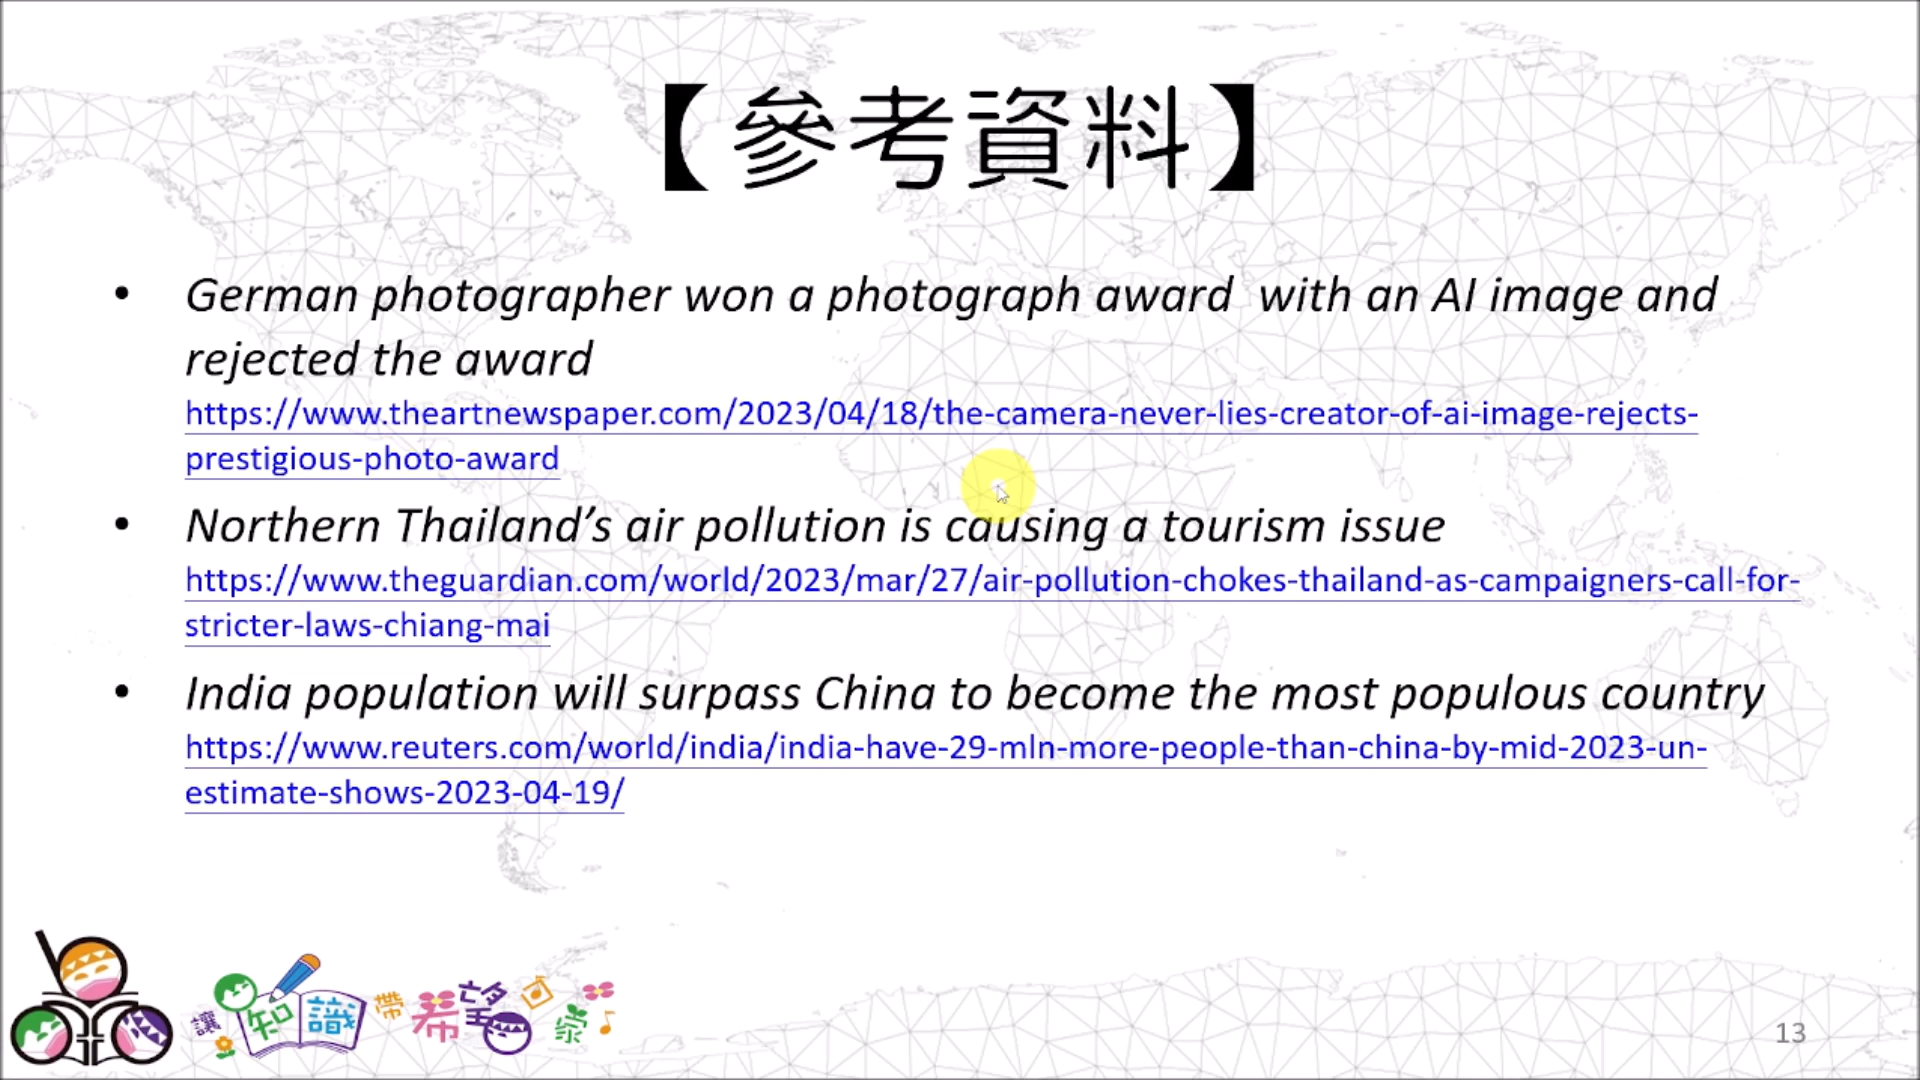 【參考資料】
• German photographer won a photograph award  with an AI image and
rejected the award
https://www.theartnewspaper.com/2023/04/18/the-camera-never-lies-creator-of-ai-image-rejects-
prestigious-photo-award
• Northern Thailand’s air pollution is causing a tourism issue
https://www.theguardian.com/world/2023/mar/27/air-pollution-chokes-thailand-as-campaigners-call-for-
stricter-laws-chiang-mai
• India population will surpass China to become the most populous country
https://www.reuters.com/world/india/india-have-29-mln-more-people-than-china-by-mid-2023-un-
estimate-shows-2023-04-19/
讓知識帶希望
13